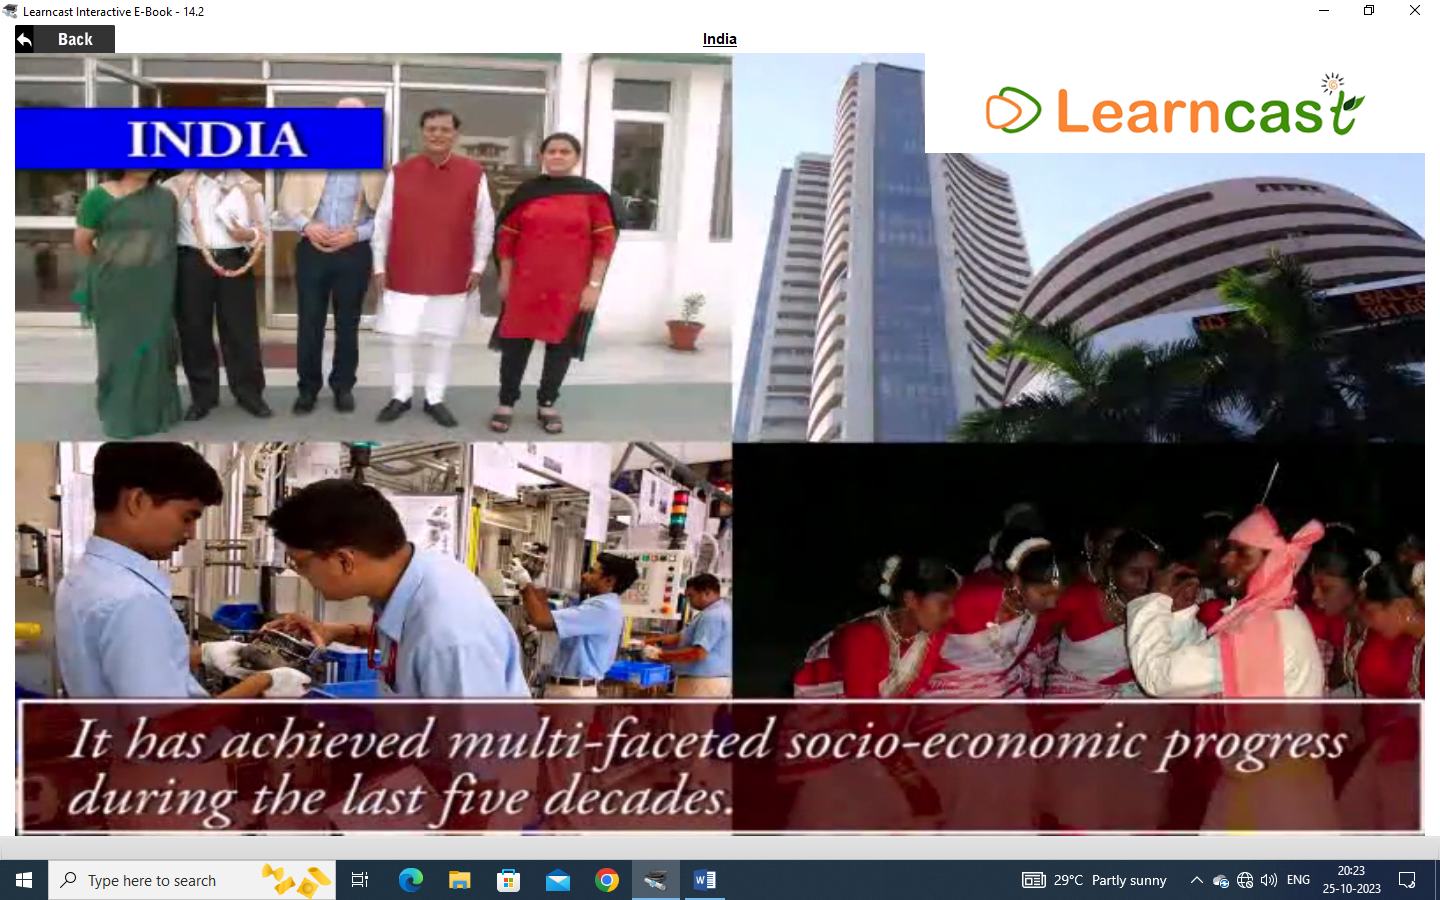 Learncast Interactive E-Book - 14.2
Back
India
INDIA
Learncast
It has achieved multi-faceted socio-economic progress
during the last five decades.
Type here to search
29°C Partly sunny
ENG
20:23
25-10-2023